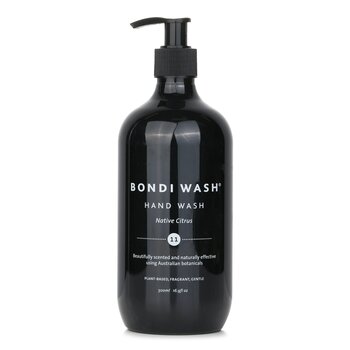 BONDI WASH®
HAND WASH
Native Citrus
11
Beautifully scented and naturally effective
using Australian botanicals
PLANT-BASED, FRAGRANT, GENTLE
500ml 16.9fl oz